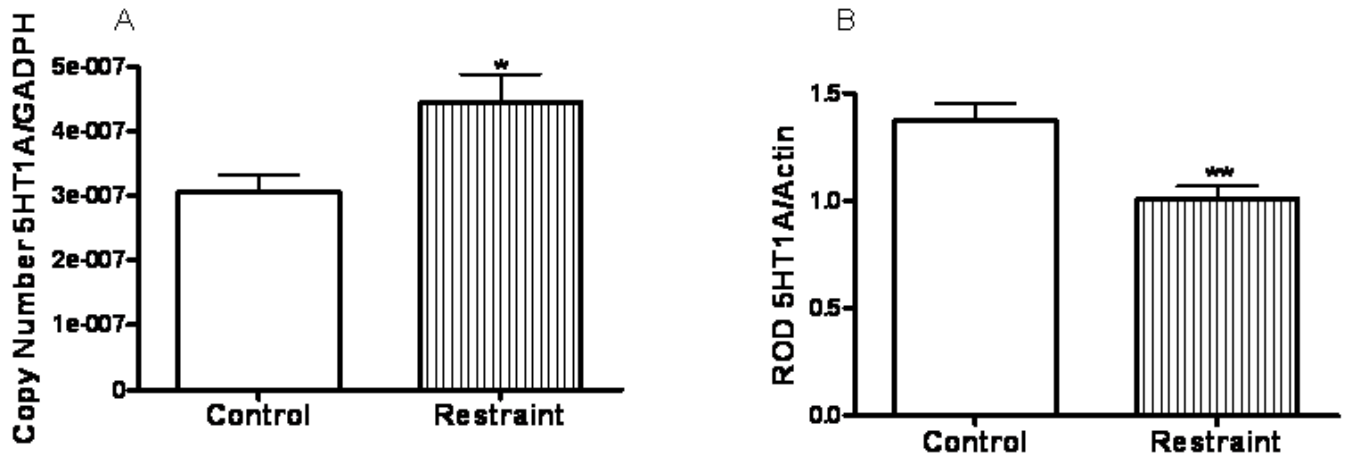 A
Copy Number 5HT1A/GADPH
5e-007
4e-007
3e-007
2e-007
1e-007
0
*
Control Restraint
B
ROD 5HT1A/Actin
1.5
1.0
0.5
0.0
**
Control Restraint